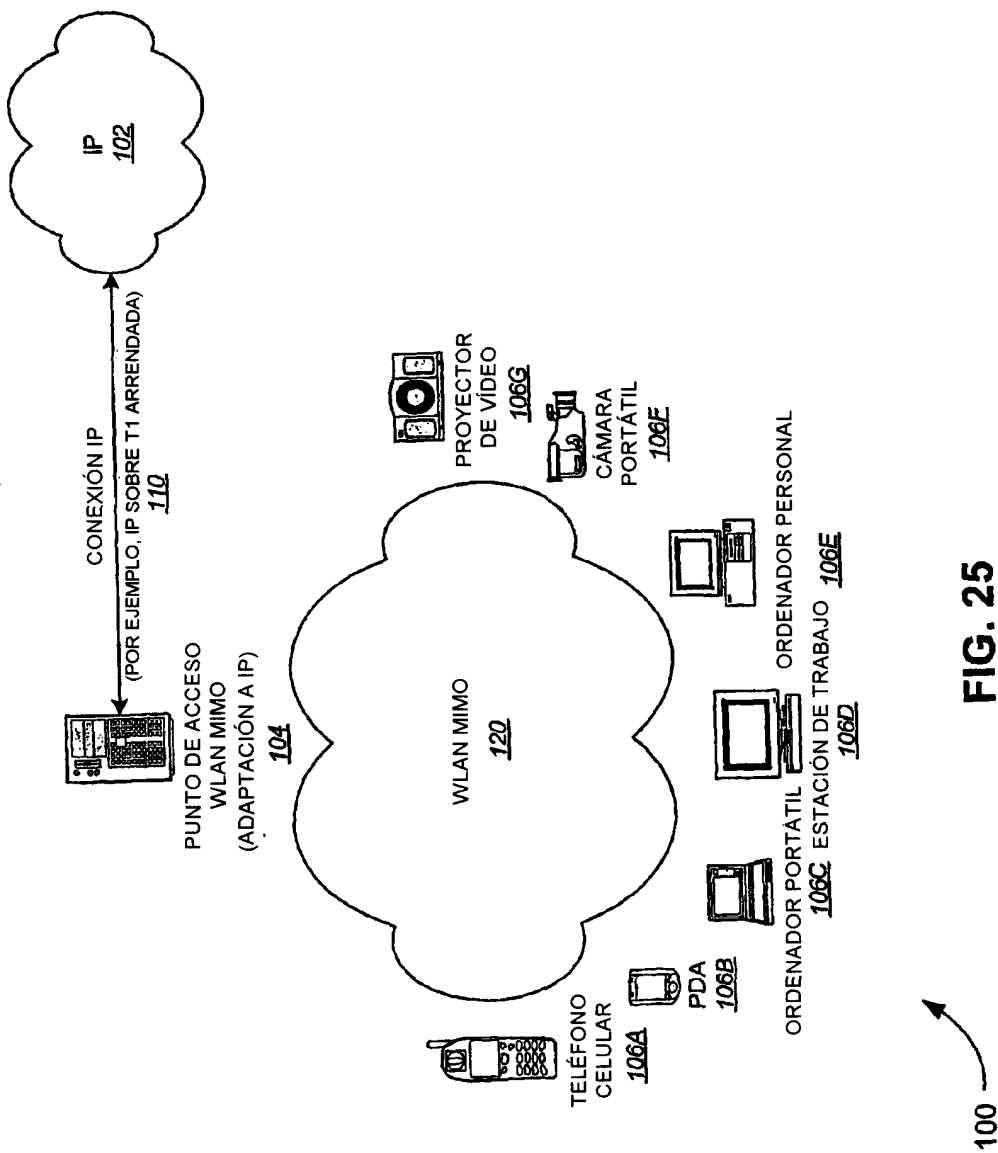 IP
102
CONEXIÓN IP
(POR EJEMPLO, IP SOBRE T1 ARRENDADA)
110
PUNTO DE ACCESO
WLAN MIMO
(ADAPTACIÓN A IP)
104
WLAN MIMO
120
TELÉFONO
CELULAR
106A
PDA
106B
ORDENADOR PORTÁTIL
106C
ESTACIÓN DE TRABAJO
106D
ORDENADOR PERSONAL
106E
CÁMARA
PORTÁTIL
106F
PROYECTOR
DE VÍDEO
106G
100
FIG. 25